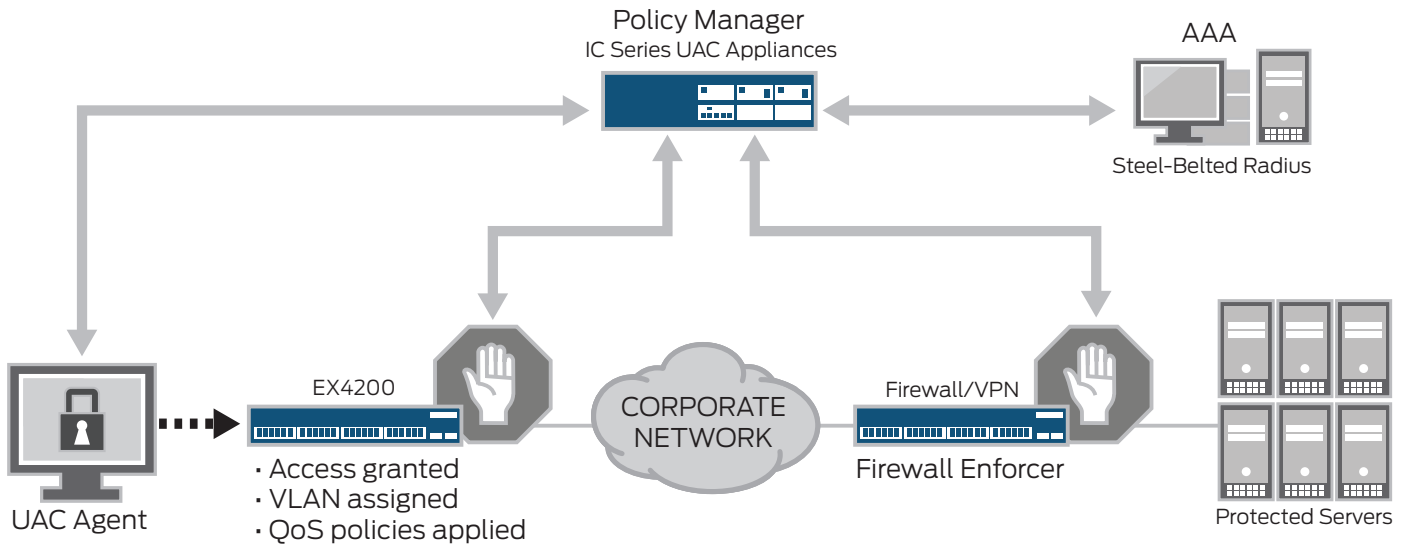 Policy Manager
IC Series UAC Appliances
AAA
Steel-Belted Radius
EX4200
Firewall/VPN
CORPORATE
NETWORK
UAC Agent
· Access granted
· VLAN assigned
· QoS policies applied
Firewall Enforcer
Protected Servers